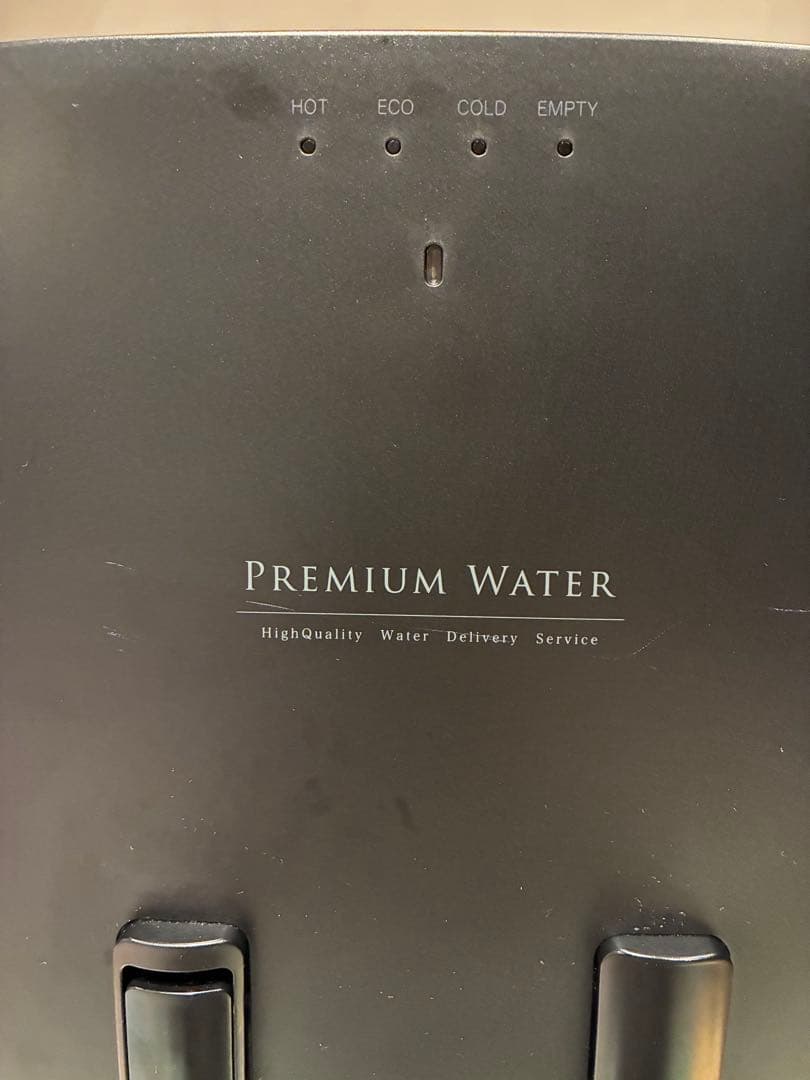 HOT ECO COLD EMPTY
PREMIUM WATER
HighQuality Water Delivery Service